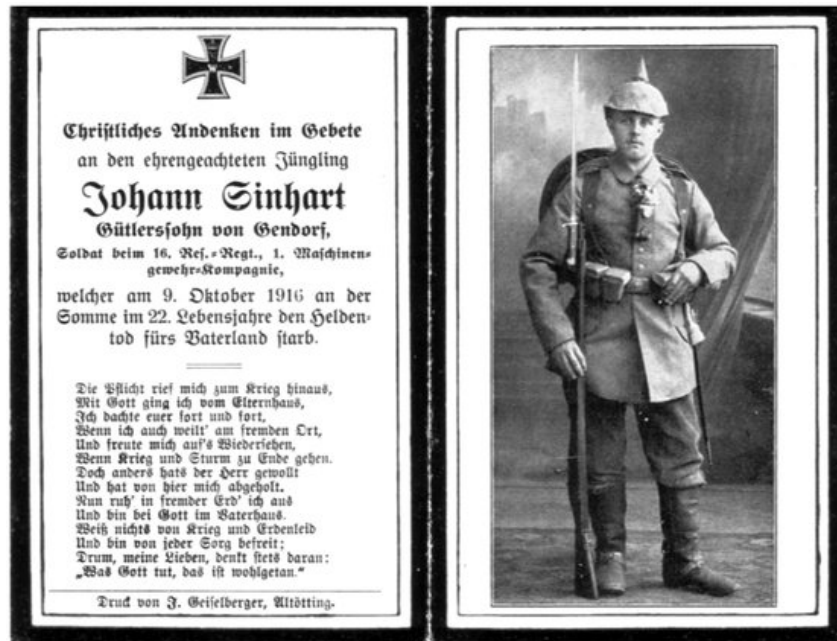 Christliches Andenken im Gebete
an den ehrengeachteten Jüngling
Johann Sinhart
Gütlerssohn von Gendorf,
Soldat beim 16. Res.-Regt., 1. Maschinen-
gewehr-Kompagnie,
welcher am 9. Oktober 1916 an der
Somme im 22. Lebensjahre den Helden-
tod fürs Vaterland starb.
Die Pflicht rief mich zum Krieg hinaus,
Mit Gott ging ich vom Elternhaus,
Ich dachte euer fort und fort,
Wenn ich auch weilt' am fremden Ort,
Und freute mich auf's Wiedersehen,
Wenn Krieg und Sturm zu Ende gehen.
Doch anders hats der Herr gewollt
Und hat von hier mich abgeholt.
Nun ruh' in fremder Erd' ich aus
Und bin bei Gott im Vaterhaus.
Weiß nichts von Krieg und Erdenleid
Und bin von jeder Sorg befreit;
Drum, meine Lieben, denkt stets daran:
„Was Gott tut, das ist wohlgetan.“
Druck von J. Geiselberger, Altötting.